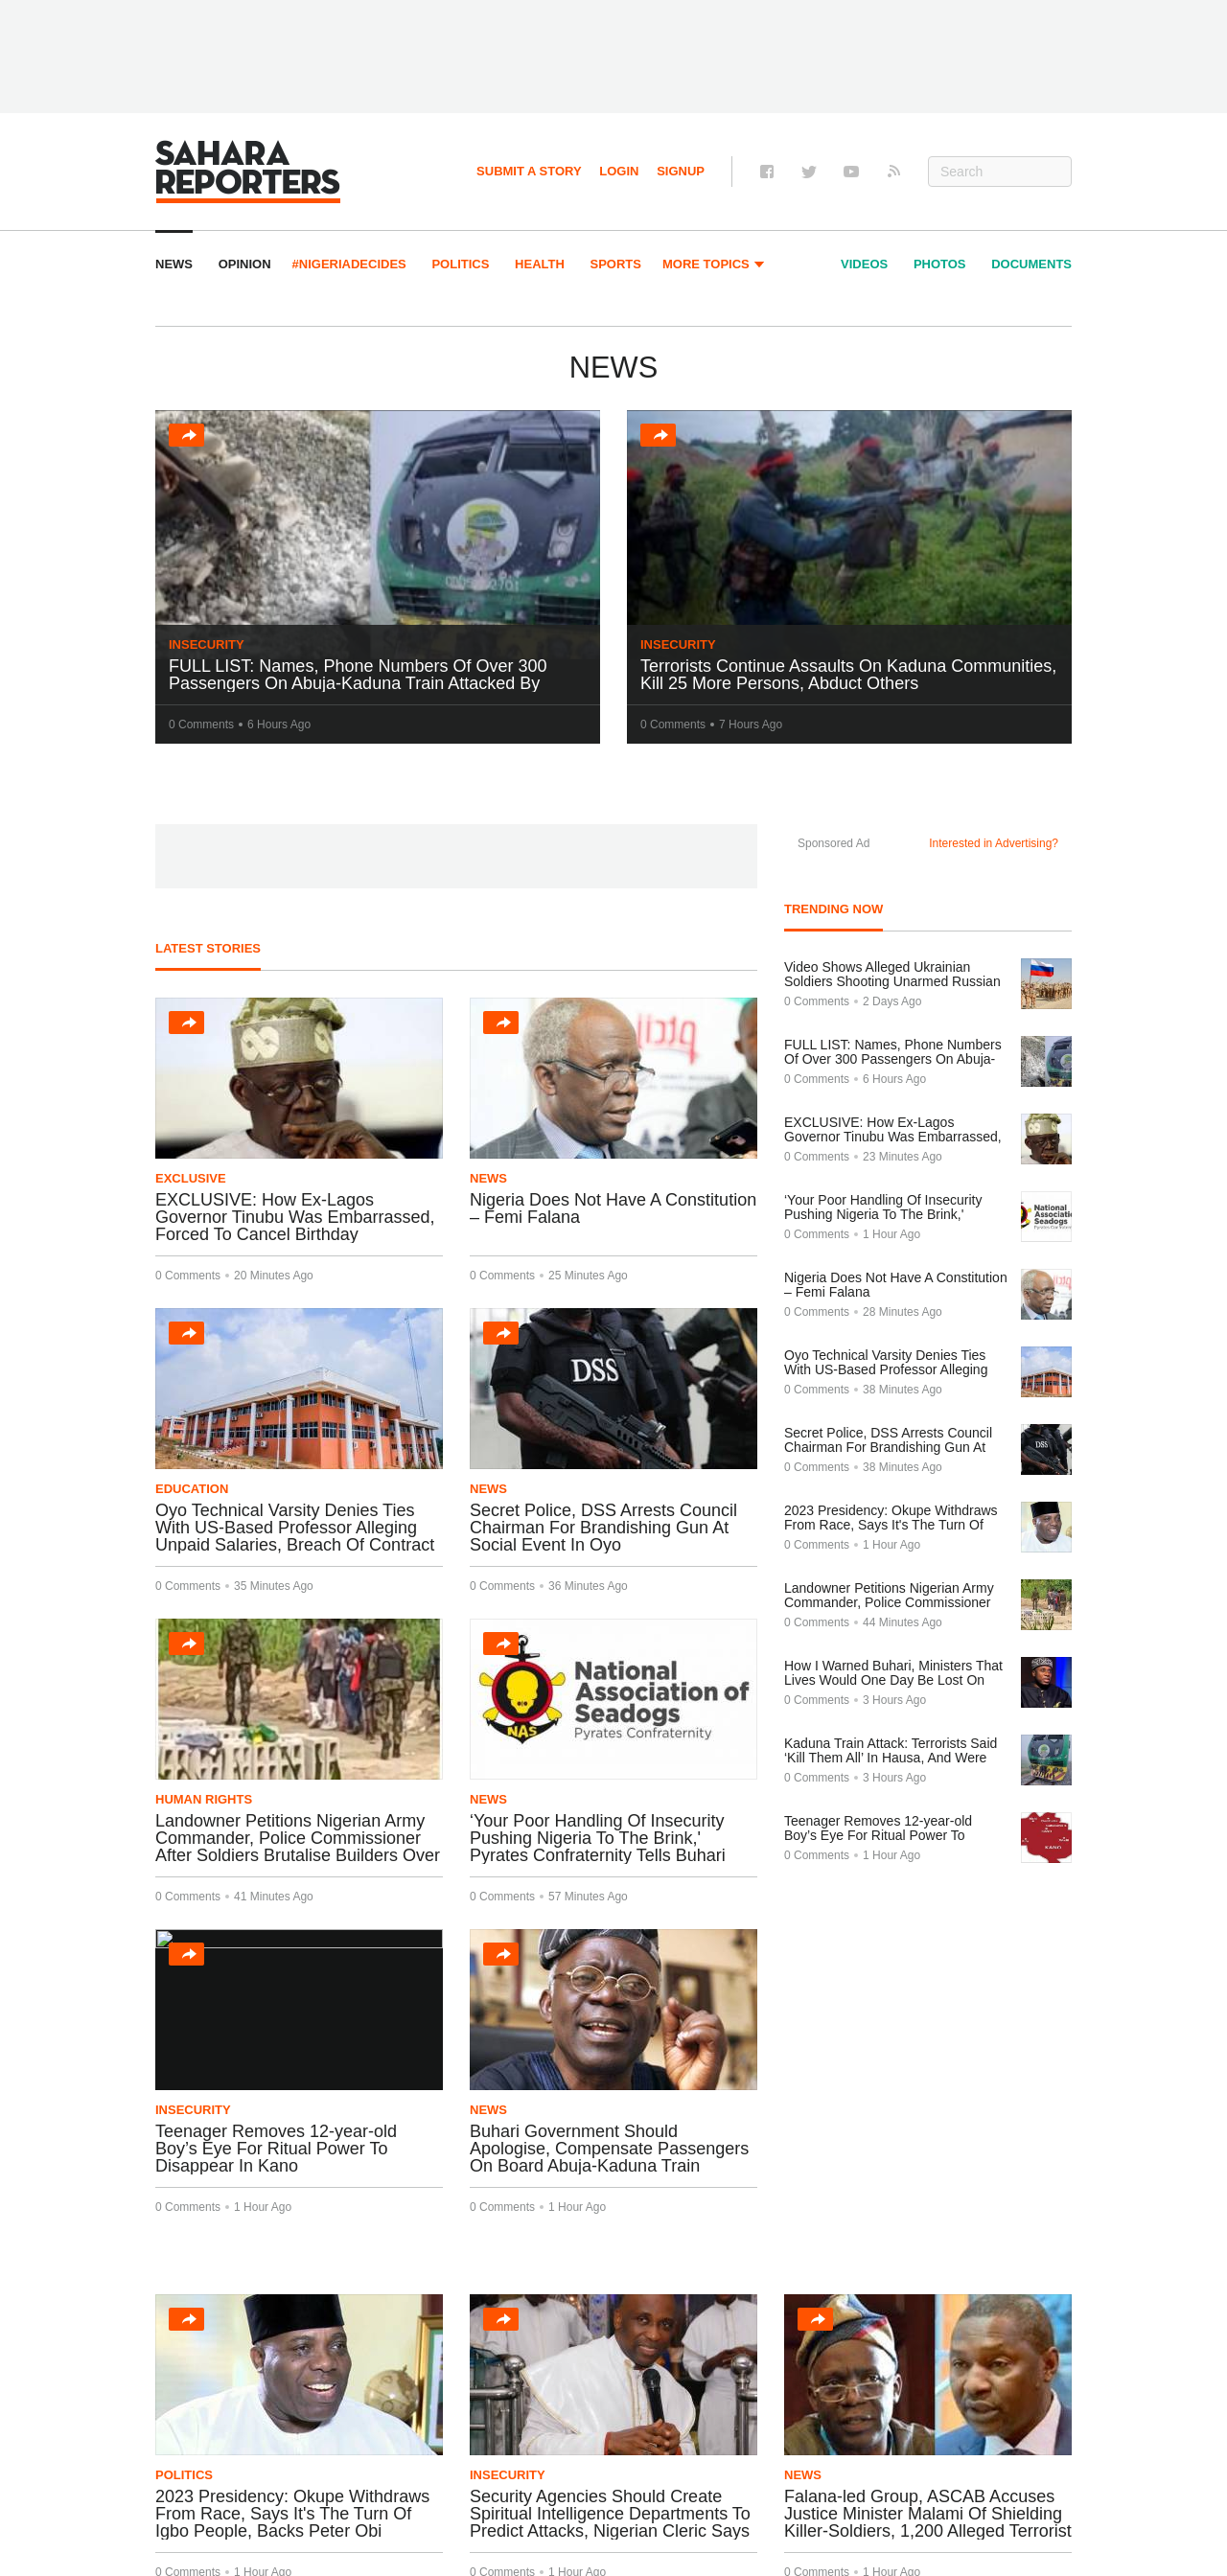 SAHARA
REPORTERS
SUBMIT A STORY LOGIN SIGNUP
Search
NEWS OPINION #NIGERIADECIDES POLITICS HEALTH SPORTS MORE TOPICS VIDEOS PHOTOS DOCUMENTS
NEWS
INSECURITY
FULL LIST: Names, Phone Numbers Of Over 300
Passengers On Abuja-Kaduna Train Attacked By
0 Comments • 6 Hours Ago
INSECURITY
Terrorists Continue Assaults On Kaduna Communities,
Kill 25 More Persons, Abduct Others
0 Comments • 7 Hours Ago
LATEST STORIES
EXCLUSIVE
EXCLUSIVE: How Ex-Lagos
Governor Tinubu Was Embarrassed,
Forced To Cancel Birthday
0 Comments • 20 Minutes Ago
ptcij
NEWS
Nigeria Does Not Have A Constitution
– Femi Falana
0 Comments • 25 Minutes Ago
EDUCATION
Oyo Technical Varsity Denies Ties
With US-Based Professor Alleging
Unpaid Salaries, Breach Of Contract
0 Comments • 35 Minutes Ago
DSS
NEWS
Secret Police, DSS Arrests Council
Chairman For Brandishing Gun At
Social Event In Oyo
0 Comments • 36 Minutes Ago
HUMAN RIGHTS
Landowner Petitions Nigerian Army
Commander, Police Commissioner
After Soldiers Brutalise Builders Over
0 Comments • 41 Minutes Ago
NAS
National
Association of
Seadogs
Pyrates Confraternity
NEWS
‘Your Poor Handling Of Insecurity
Pushing Nigeria To The Brink,'
Pyrates Confraternity Tells Buhari
0 Comments • 57 Minutes Ago
INSECURITY
Teenager Removes 12-year-old
Boy’s Eye For Ritual Power To
Disappear In Kano
0 Comments • 1 Hour Ago
NEWS
Buhari Government Should
Apologise, Compensate Passengers
On Board Abuja-Kaduna Train
0 Comments • 1 Hour Ago
Sponsored Ad Interested in Advertising?
TRENDING NOW
Video Shows Alleged Ukrainian
Soldiers Shooting Unarmed Russian
0 Comments • 2 Days Ago
FULL LIST: Names, Phone Numbers
Of Over 300 Passengers On Abuja-
0 Comments • 6 Hours Ago
EXCLUSIVE: How Ex-Lagos
Governor Tinubu Was Embarrassed,
0 Comments • 23 Minutes Ago
‘Your Poor Handling Of Insecurity
Pushing Nigeria To The Brink,'
0 Comments • 1 Hour Ago
Nigeria Does Not Have A Constitution
– Femi Falana
0 Comments • 28 Minutes Ago
Oyo Technical Varsity Denies Ties
With US-Based Professor Alleging
0 Comments • 38 Minutes Ago
Secret Police, DSS Arrests Council
Chairman For Brandishing Gun At
0 Comments • 38 Minutes Ago
2023 Presidency: Okupe Withdraws
From Race, Says It's The Turn Of
0 Comments • 1 Hour Ago
Landowner Petitions Nigerian Army
Commander, Police Commissioner
0 Comments • 44 Minutes Ago
How I Warned Buhari, Ministers That
Lives Would One Day Be Lost On
0 Comments • 3 Hours Ago
Kaduna Train Attack: Terrorists Said
‘Kill Them All’ In Hausa, And Were
0 Comments • 3 Hours Ago
Teenager Removes 12-year-old
Boy’s Eye For Ritual Power To
0 Comments • 1 Hour Ago
POLITICS
2023 Presidency: Okupe Withdraws
From Race, Says It's The Turn Of
Igbo People, Backs Peter Obi
0 Comments • 1 Hour Ago
INSECURITY
Security Agencies Should Create
Spiritual Intelligence Departments To
Predict Attacks, Nigerian Cleric Says
0 Comments • 1 Hour Ago
NEWS
Falana-led Group, ASCAB Accuses
Justice Minister Malami Of Shielding
Killer-Soldiers, 1,200 Alleged Terrorist
0 Comments • 1 Hour Ago